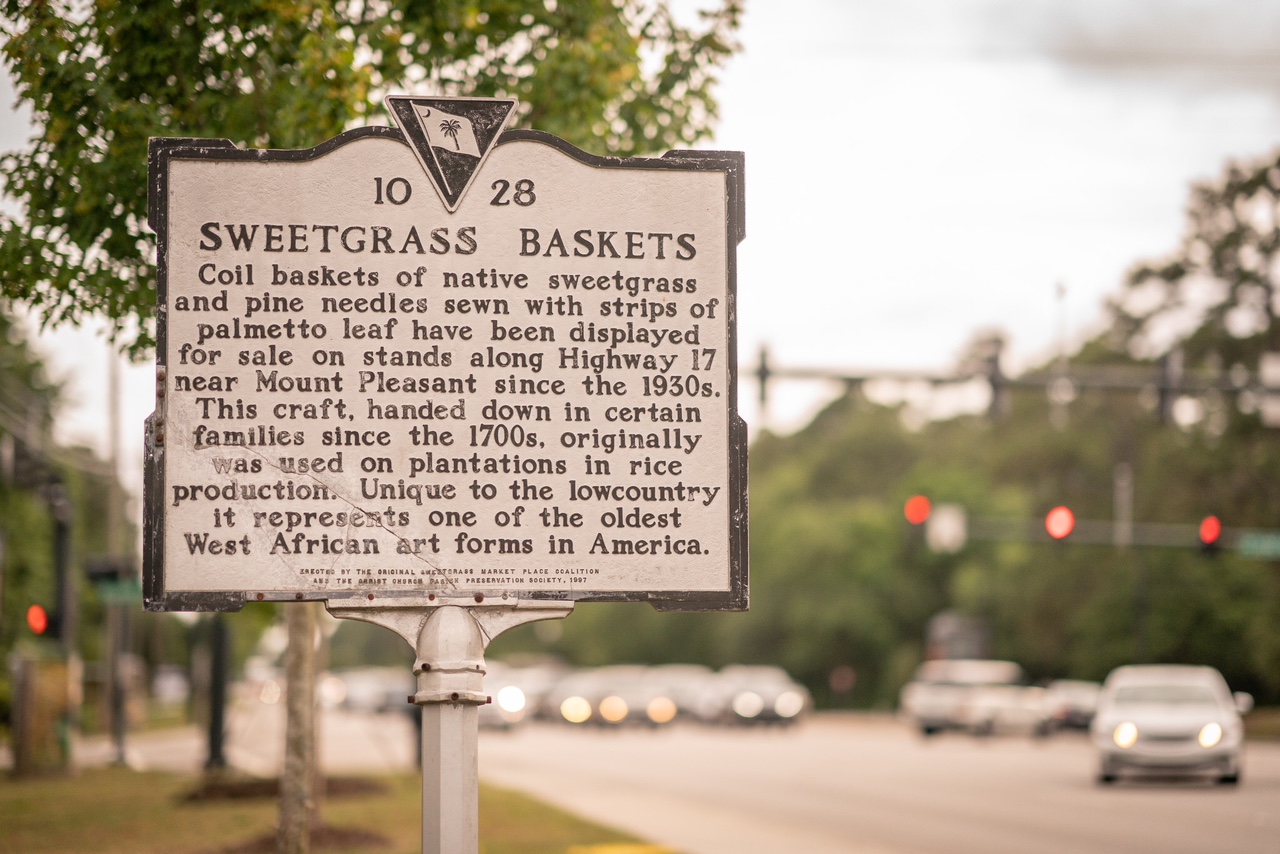 10 28
SWEETGRASS BASKETS
Coil baskets of native sweetgrass
and pine needles sewn with strips of
palmetto leaf have been displayed
for sale on stands along Highway 17
near Mount Pleasant since the 1930s.
This craft, handed down in certain
families since the 1700s, originally
was used on plantations in rice
production. Unique to the lowcountry
it represents one of the oldest
West African art forms in America.
ERECTED BY THE ORIGINAL SWEETGRASS MARKET PLACE COALITION
AND THE CHRIST CHURCH PARISH PRESERVATION SOCIETY, 1997